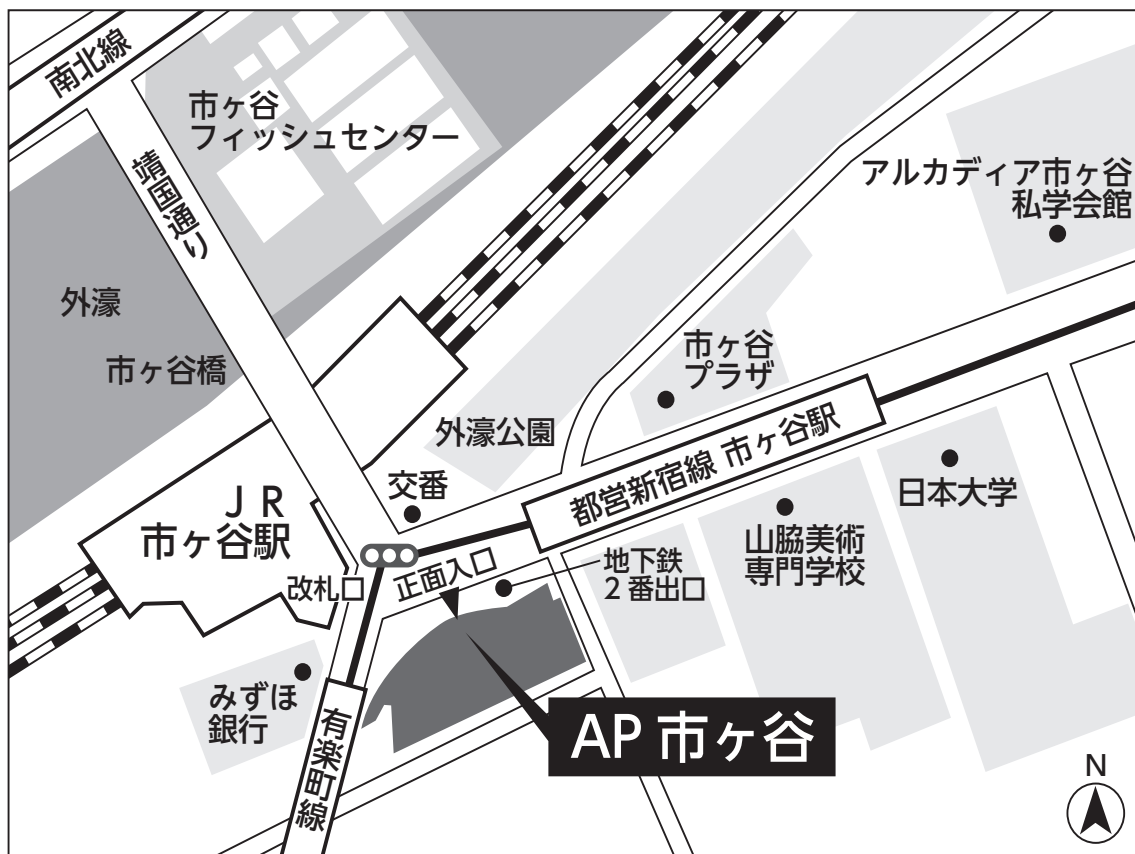 南北線
市ヶ谷
フィッシュセンター
靖国通り
アルカディア市ヶ谷
私学会館
外濠
市ヶ谷橋
市ヶ谷
プラザ
外濠公園
都営新宿線 市ヶ谷駅
交番
日本大学
JR
市ヶ谷駅
山脇美術
専門学校
改札口
正面入口
地下鉄
2番出口
みずほ
銀行
有楽町線
AP 市ヶ谷
N